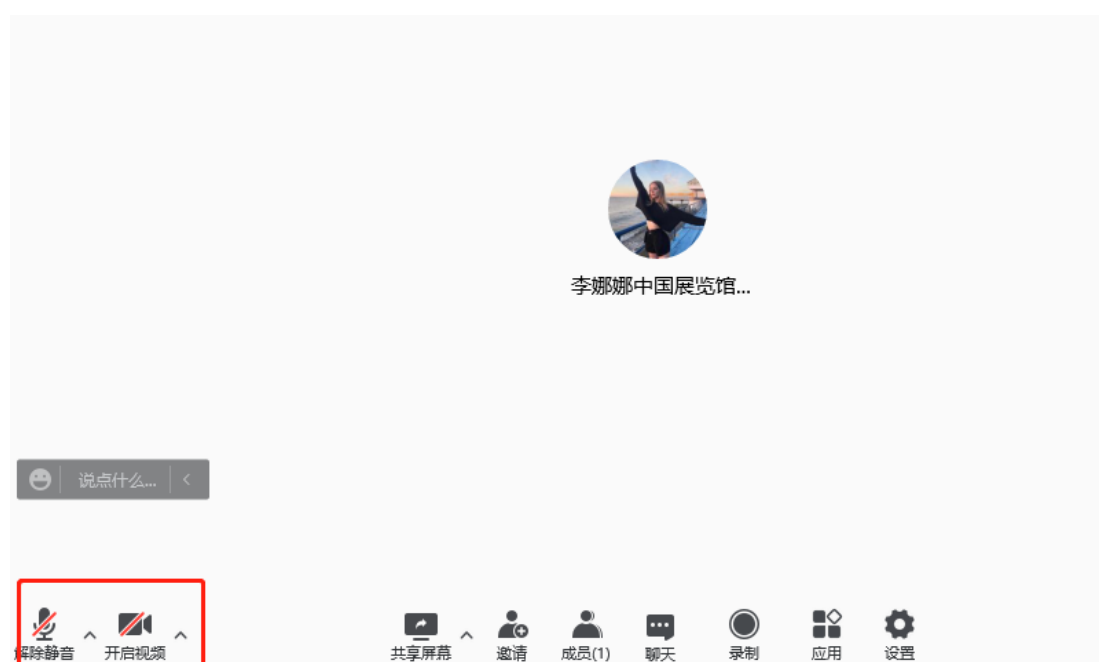 李娜娜中国展览馆...
说点什么...
解除静音
开启视频
共享屏幕
邀请
成员(1)
聊天
录制
应用
设置